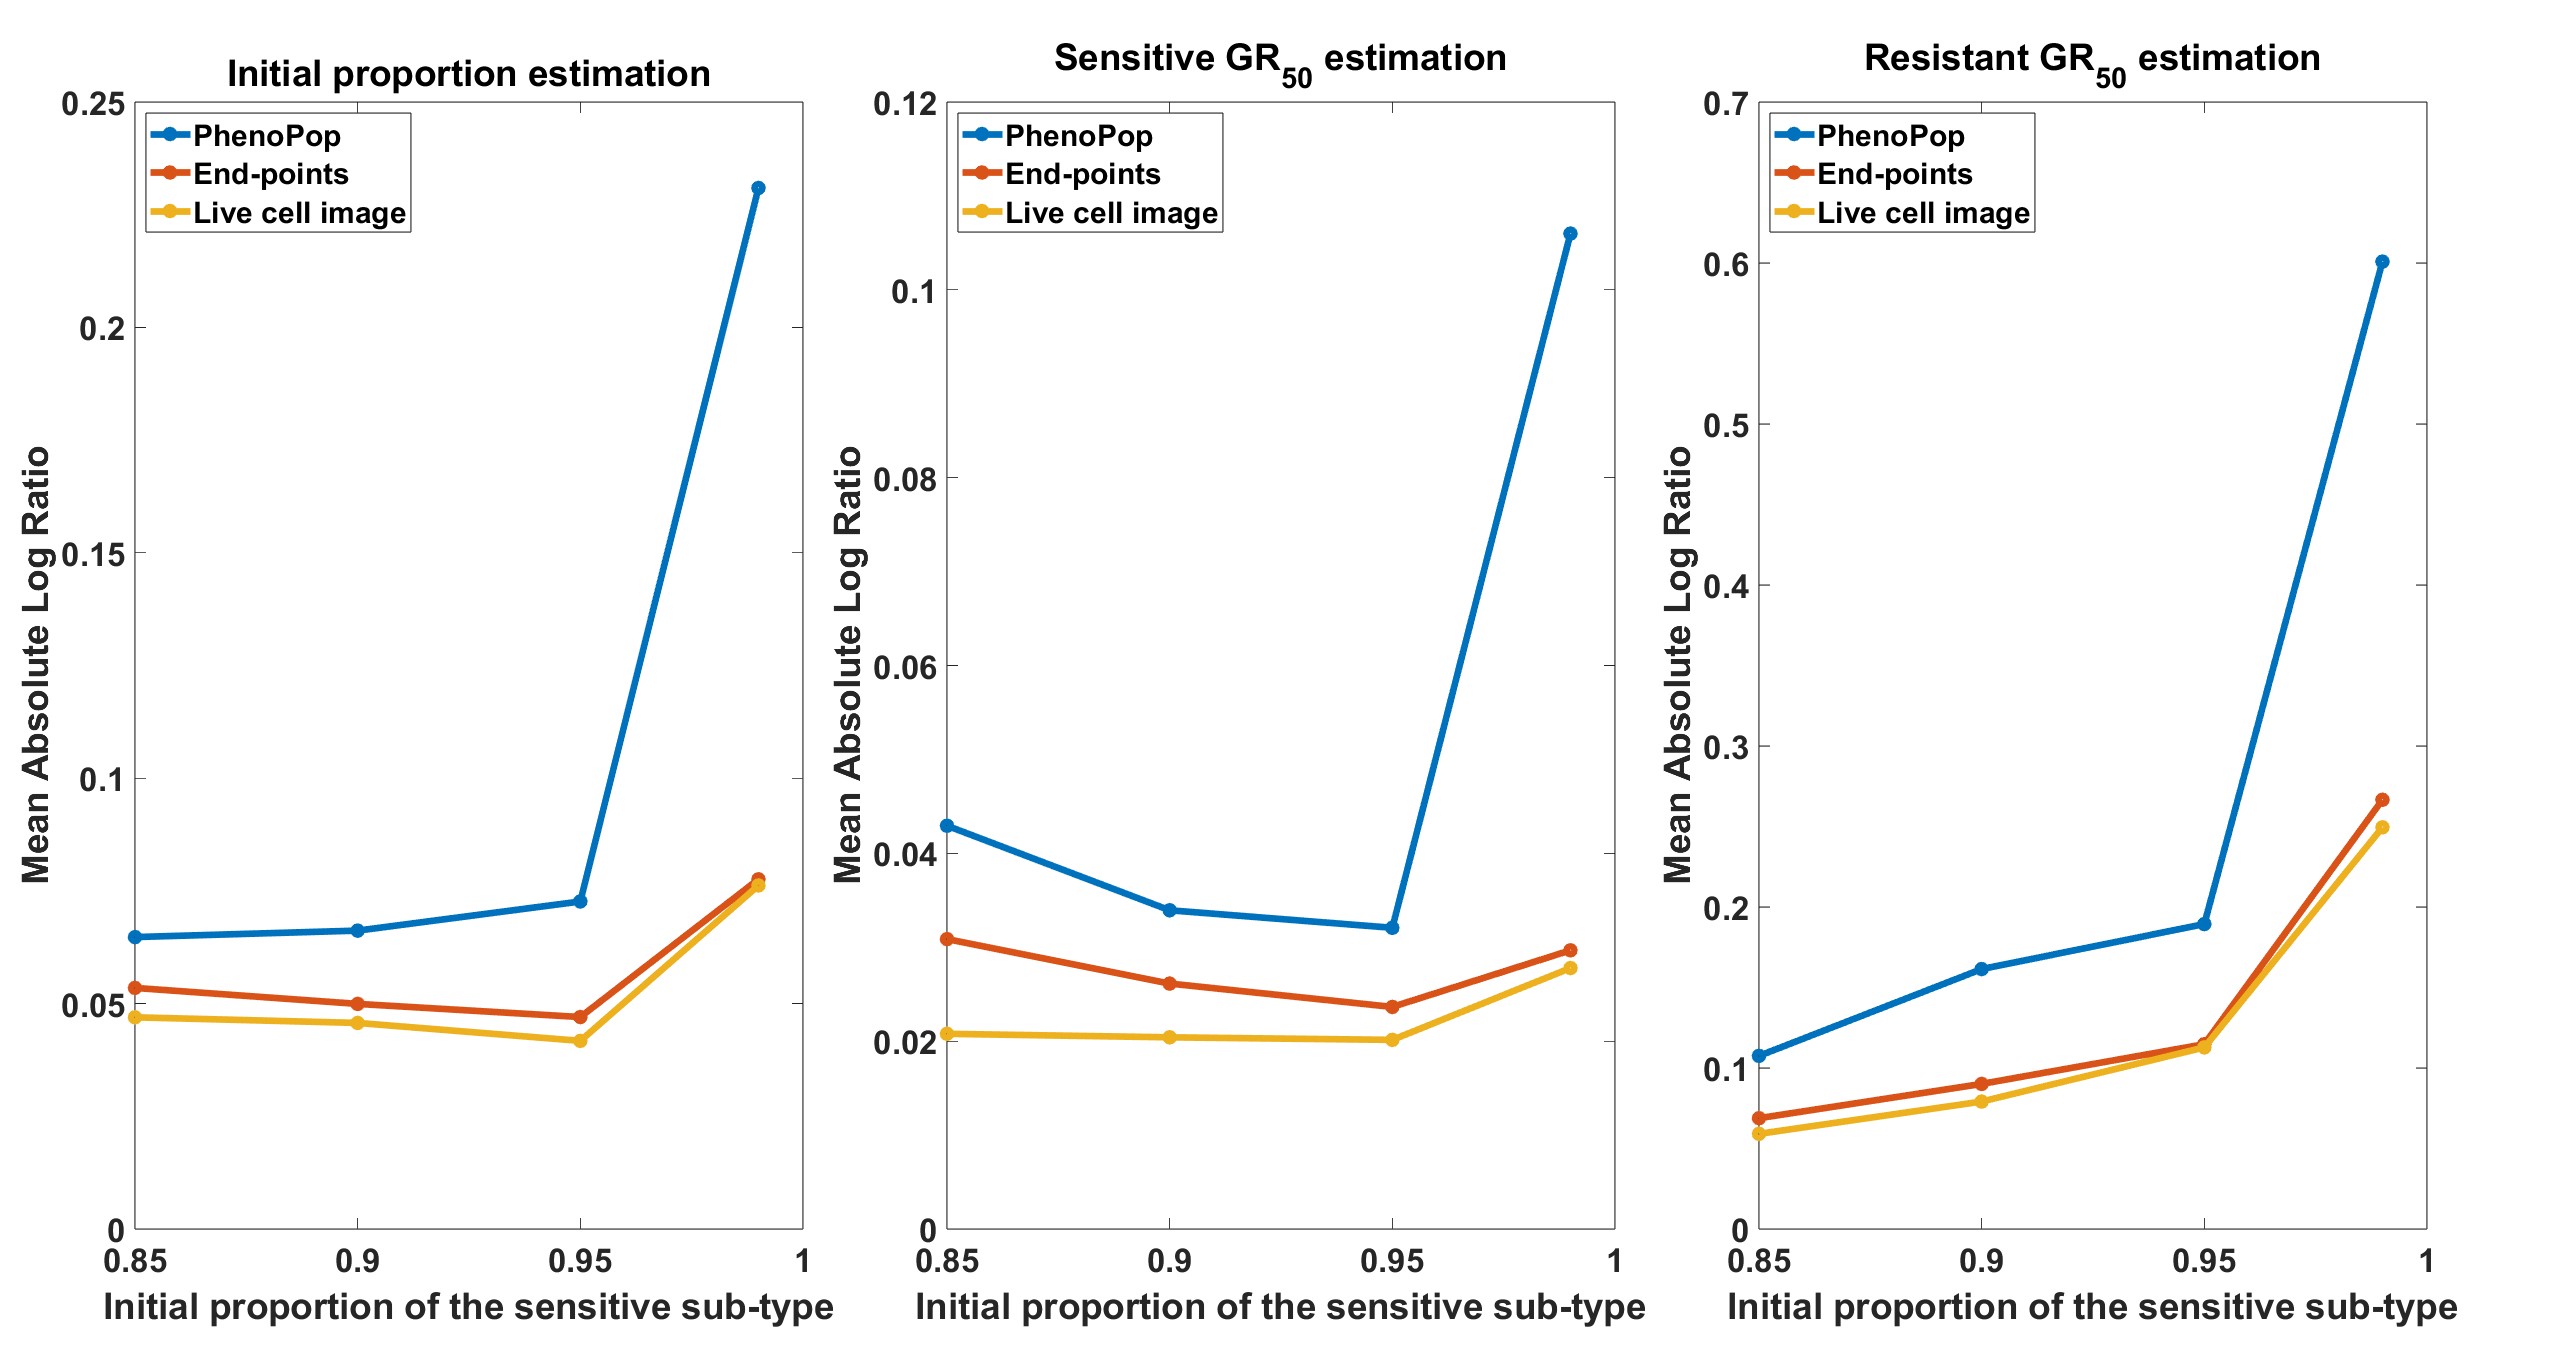 Initial proportion estimation
0.25
0.2
0.15
0.1
0.05
0
0.85 0.9 0.95 1
Mean Absolute Log Ratio
Initial proportion of the sensitive sub-type
PhenoPop
End-points
Live cell image
Sensitive GR50 estimation
0.12
0.1
0.08
0.06
0.04
0.02
0
0.85 0.9 0.95 1
Mean Absolute Log Ratio
Initial proportion of the sensitive sub-type
PhenoPop
End-points
Live cell image
Resistant GR50 estimation
0.7
0.6
0.5
0.4
0.3
0.2
0.1
0
0.85 0.9 0.95 1
Mean Absolute Log Ratio
Initial proportion of the sensitive sub-type
PhenoPop
End-points
Live cell image